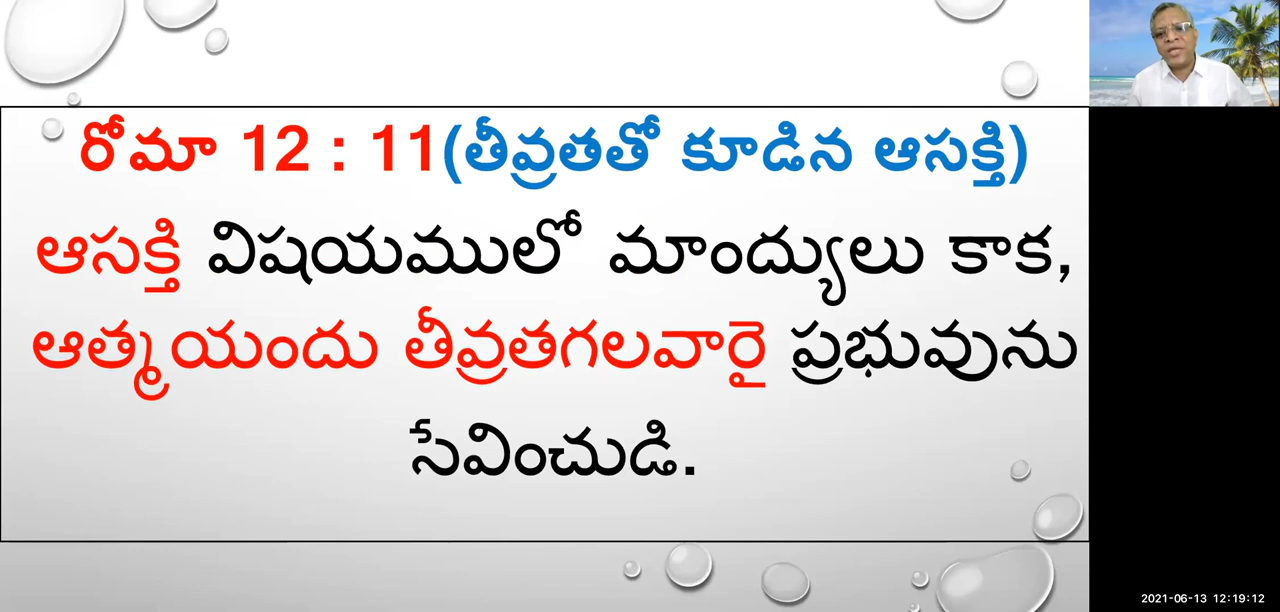 రోమా 12 : 11(తీవ్రతతో కూడిన ఆసక్తి)
ఆసక్తి విషయములో మాంద్యులు కాక,
ఆత్మయందు తీవ్రతగలవారై ప్రభువును
సేవించుడి.
2021-06-13 12:19:12